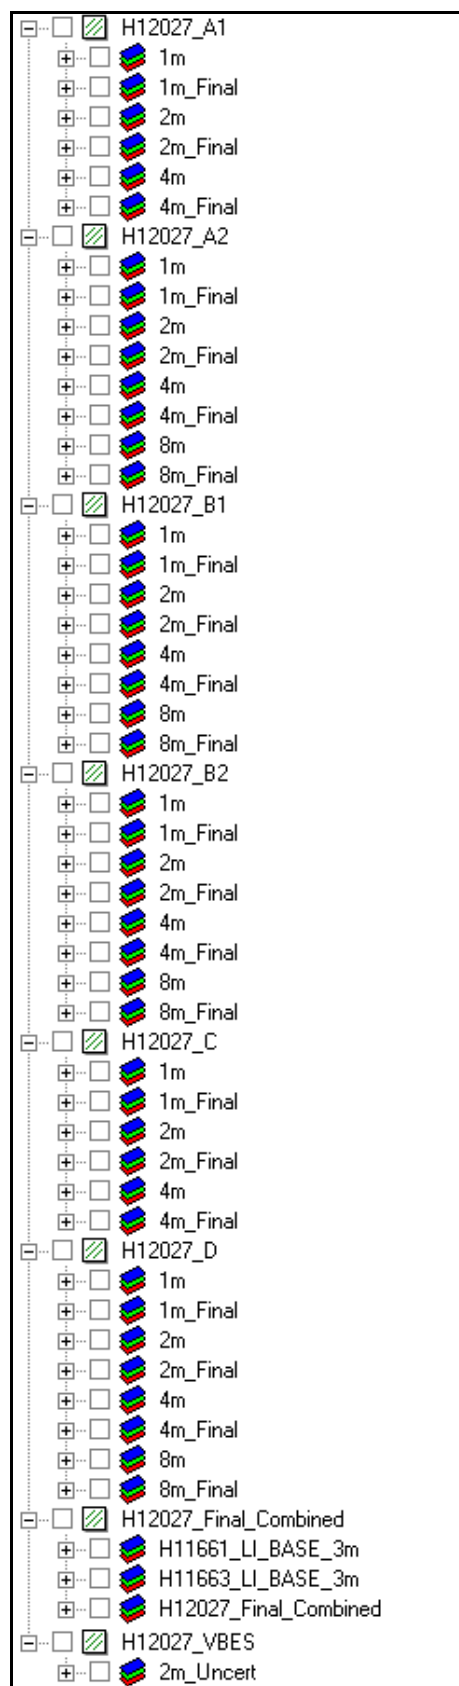 H12027_A1
1m
1m_Final
2m
2m_Final
4m
4m_Final
H12027_A2
1m
1m_Final
2m
2m_Final
4m
4m_Final
8m
8m_Final
H12027_B1
1m
1m_Final
2m
2m_Final
4m
4m_Final
8m
8m_Final
H12027_B2
1m
1m_Final
2m
2m_Final
4m
4m_Final
8m
8m_Final
H12027_C
1m
1m_Final
2m
2m_Final
4m
4m_Final
H12027_D
1m
1m_Final
2m
2m_Final
4m
4m_Final
8m
8m_Final
H12027_Final_Combined
H11661_LI_BASE_3m
H11663_LI_BASE_3m
H12027_Final_Combined
H12027_VBES
2m_Uncert